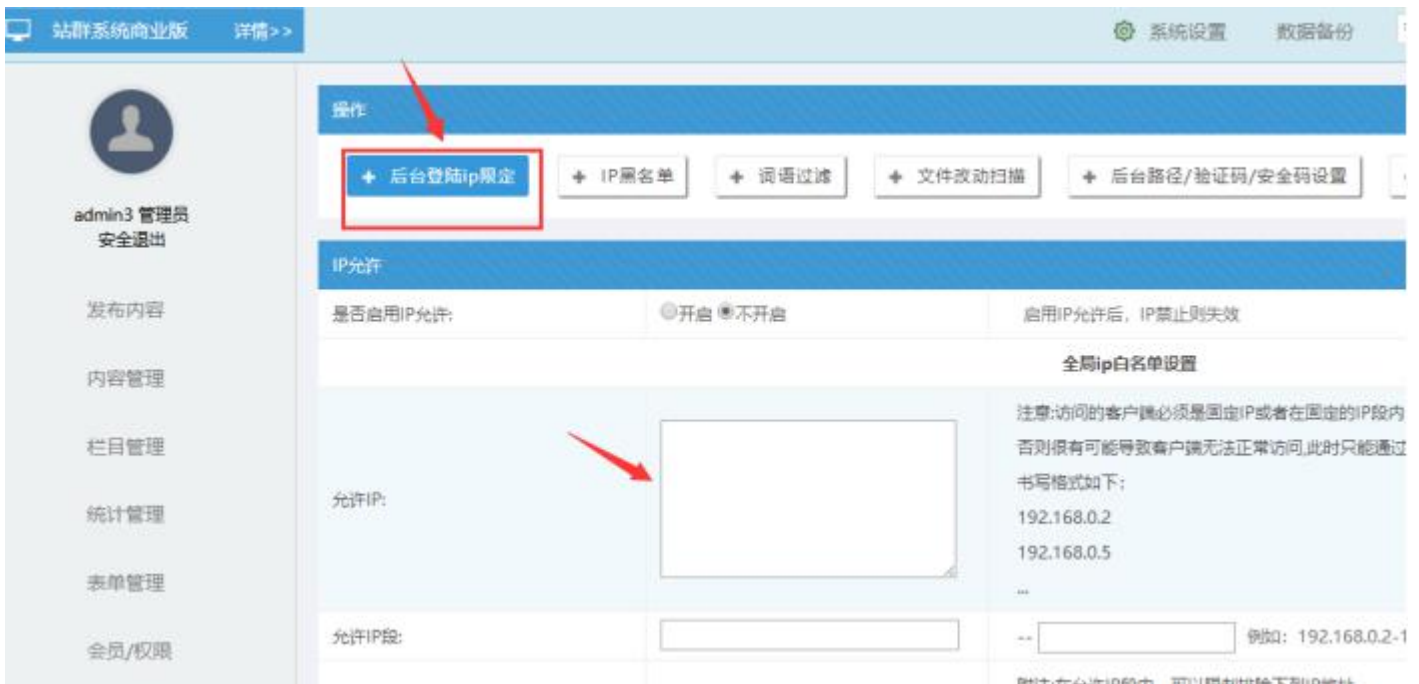 站群系统商业版 详情>> 系统设置 数据备份
操作
+ 后台登陆ip限定 + IP黑名单 + 词语过滤 + 文件改动扫描 + 后台路径/验证码/安全码设置
admin3 管理员
安全退出
IP允许
发布内容
是否启用IP允许: 开启 不开启 启用IP允许后，IP禁止则失效
全局ip白名单设置
内容管理
注意:访问的客户端必须是固定IP或者在固定的IP段内
栏目管理
否则很有可能导致客户端无法正常访问,此时只能通过
书写格式如下：
允许IP:
192.168.0.2
统计管理
192.168.0.5
...
表单管理
允许IP段: -- 例如：192.168.0.2-1
会员/权限